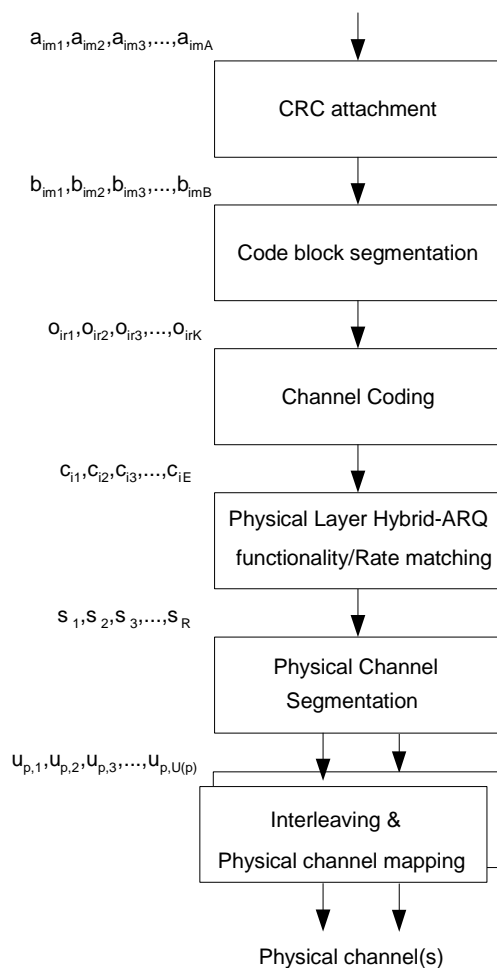 a_im1,a_im2,a_im3,...,a_imA
CRC attachment
b_im1,b_im2,b_im3,...,b_imB
Code block segmentation
o_ir1,o_ir2,o_ir3,...,o_irK
Channel Coding
c_i1,c_i2,c_i3,...,c_iE
Physical Layer Hybrid-ARQ
functionality/Rate matching
s_1,s_2,s_3,...,s_R
Physical Channel
Segmentation
u_p,1,u_p,2,u_p,3,...,u_p,U(p)
Interleaving &
Physical channel mapping
Physical channel(s)